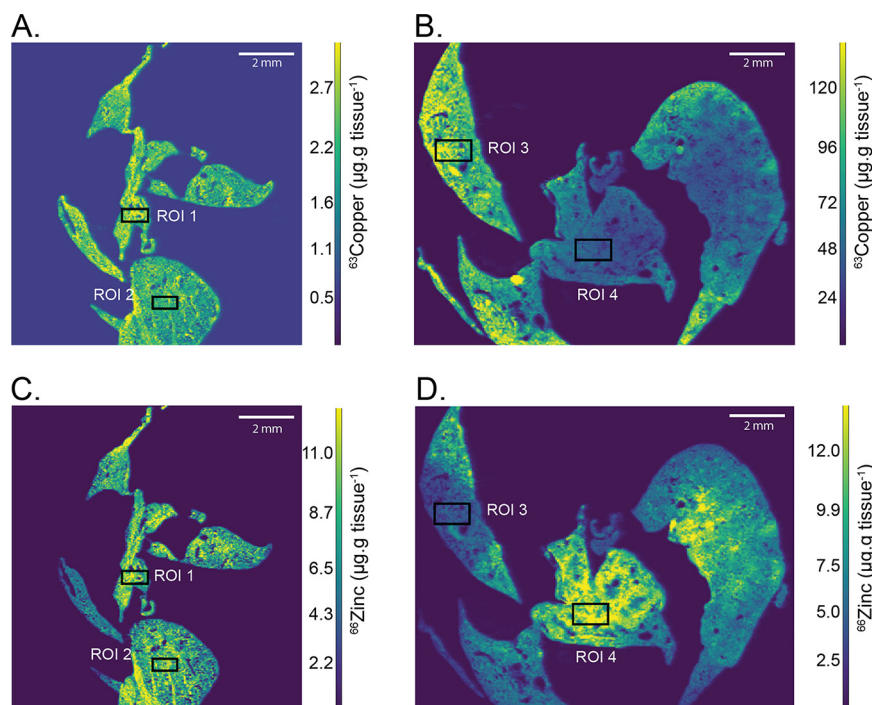 A.
2 mm
ROI 1
ROI 2
2.7
2.2
1.6
1.1
0.5
⁶³Copper (µg.g tissue⁻¹)
B.
2 mm
ROI 3
ROI 4
120
96
72
48
24
⁶³Copper (µg.g tissue⁻¹)
C.
2 mm
ROI 1
ROI 2
11.0
8.7
6.5
4.3
2.2
⁶⁶Zinc (µg.g tissue⁻¹)
D.
2 mm
ROI 3
ROI 4
12.0
9.9
7.5
5.0
2.5
⁶⁶Zinc (µg.g tissue⁻¹)